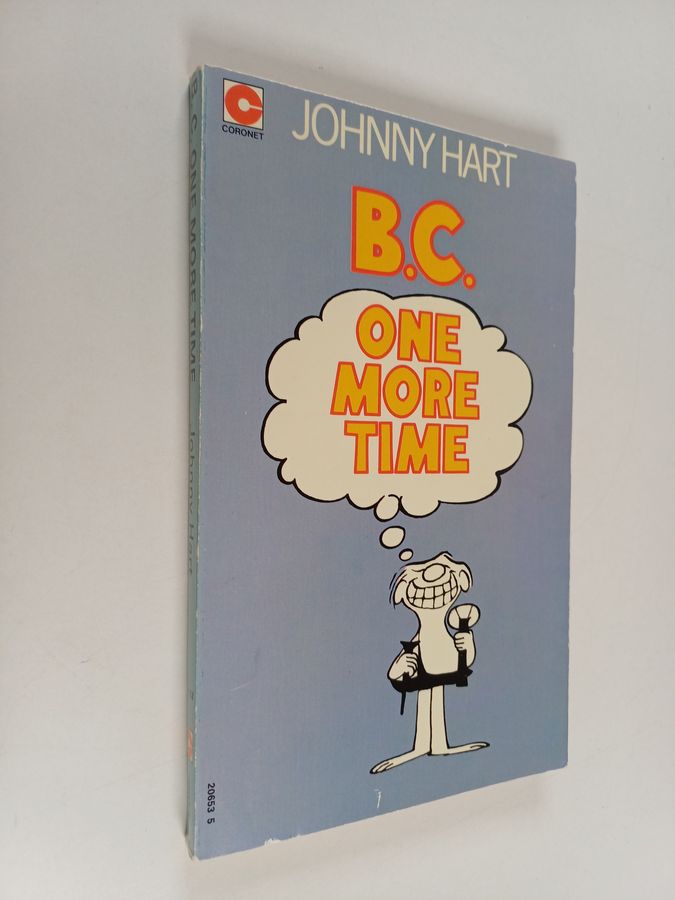 CORONET
JOHNNY HART
B.C.
ONE
MORE
TIME
B.C. ONE MORE TIME Johnny Hart
20653 5